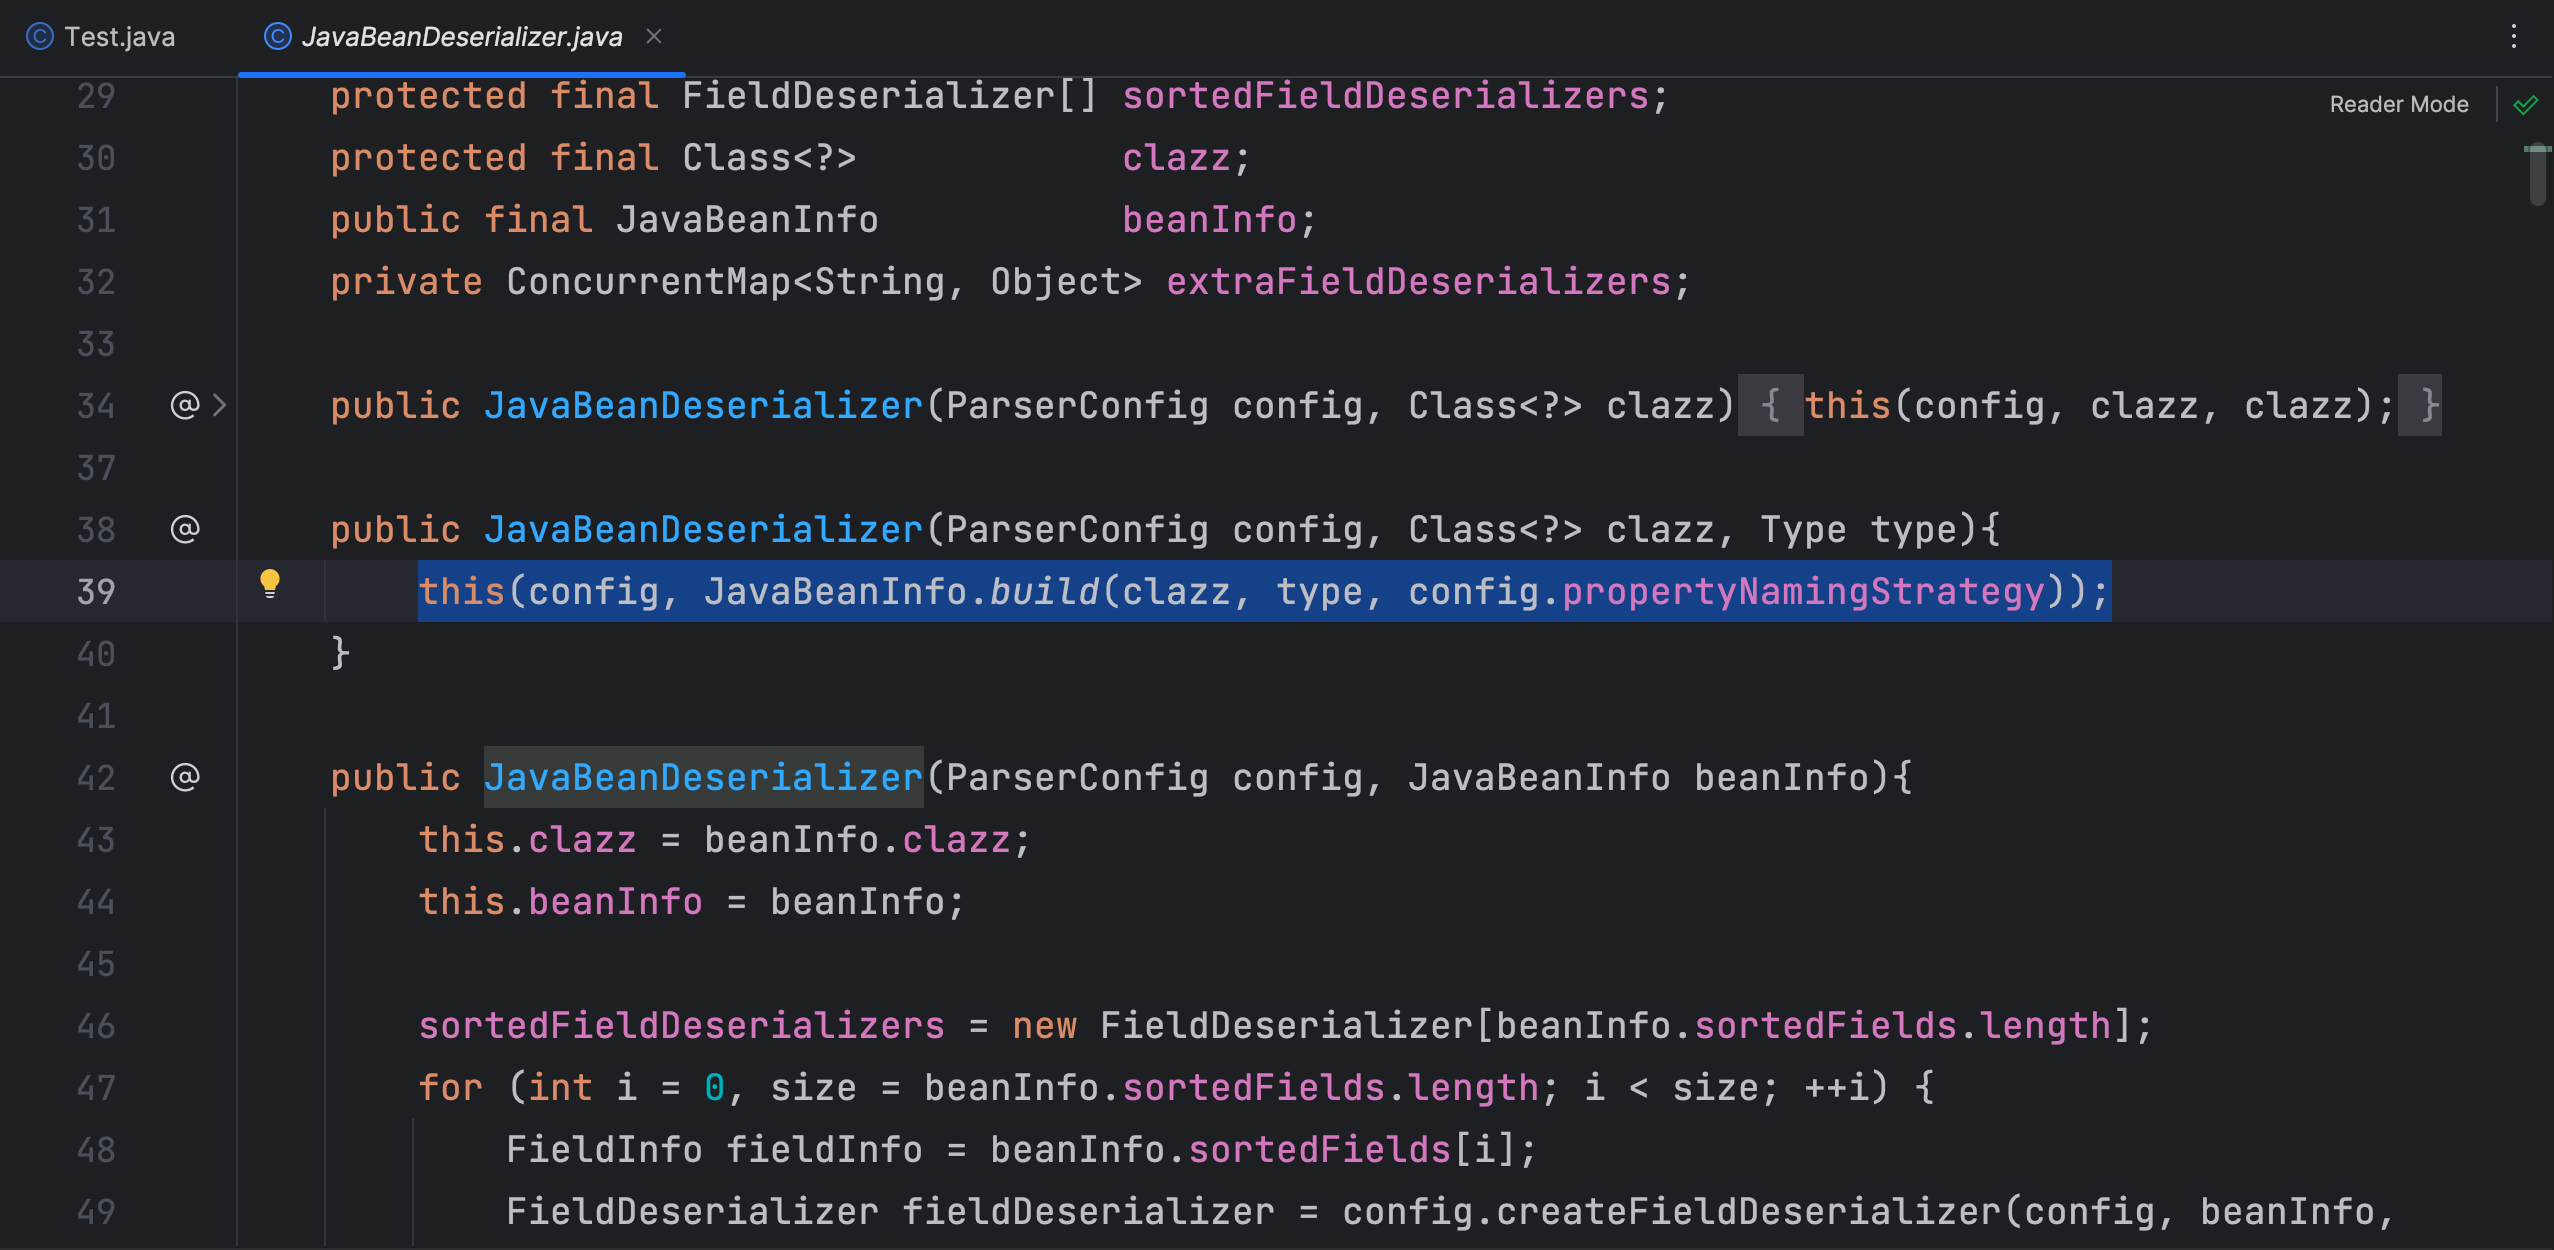 Test.java JavaBeanDeserializer.java
Reader Mode
29 protected final FieldDeserializer[] sortedFieldDeserializers;
30 protected final Class<?> clazz;
31 public final JavaBeanInfo beanInfo;
32 private ConcurrentMap<String, Object> extraFieldDeserializers;
33
34 @ public JavaBeanDeserializer(ParserConfig config, Class<?> clazz) { this(config, clazz, clazz); }
37
38 @ public JavaBeanDeserializer(ParserConfig config, Class<?> clazz, Type type){
39 this(config, JavaBeanInfo.build(clazz, type, config.propertyNamingStrategy));
40 }
41
42 @ public JavaBeanDeserializer(ParserConfig config, JavaBeanInfo beanInfo){
43 this.clazz = beanInfo.clazz;
44 this.beanInfo = beanInfo;
45
46 sortedFieldDeserializers = new FieldDeserializer[beanInfo.sortedFields.length];
47 for (int i = 0, size = beanInfo.sortedFields.length; i < size; ++i) {
48 FieldInfo fieldInfo = beanInfo.sortedFields[i];
49 FieldDeserializer fieldDeserializer = config.createFieldDeserializer(config, beanInfo,